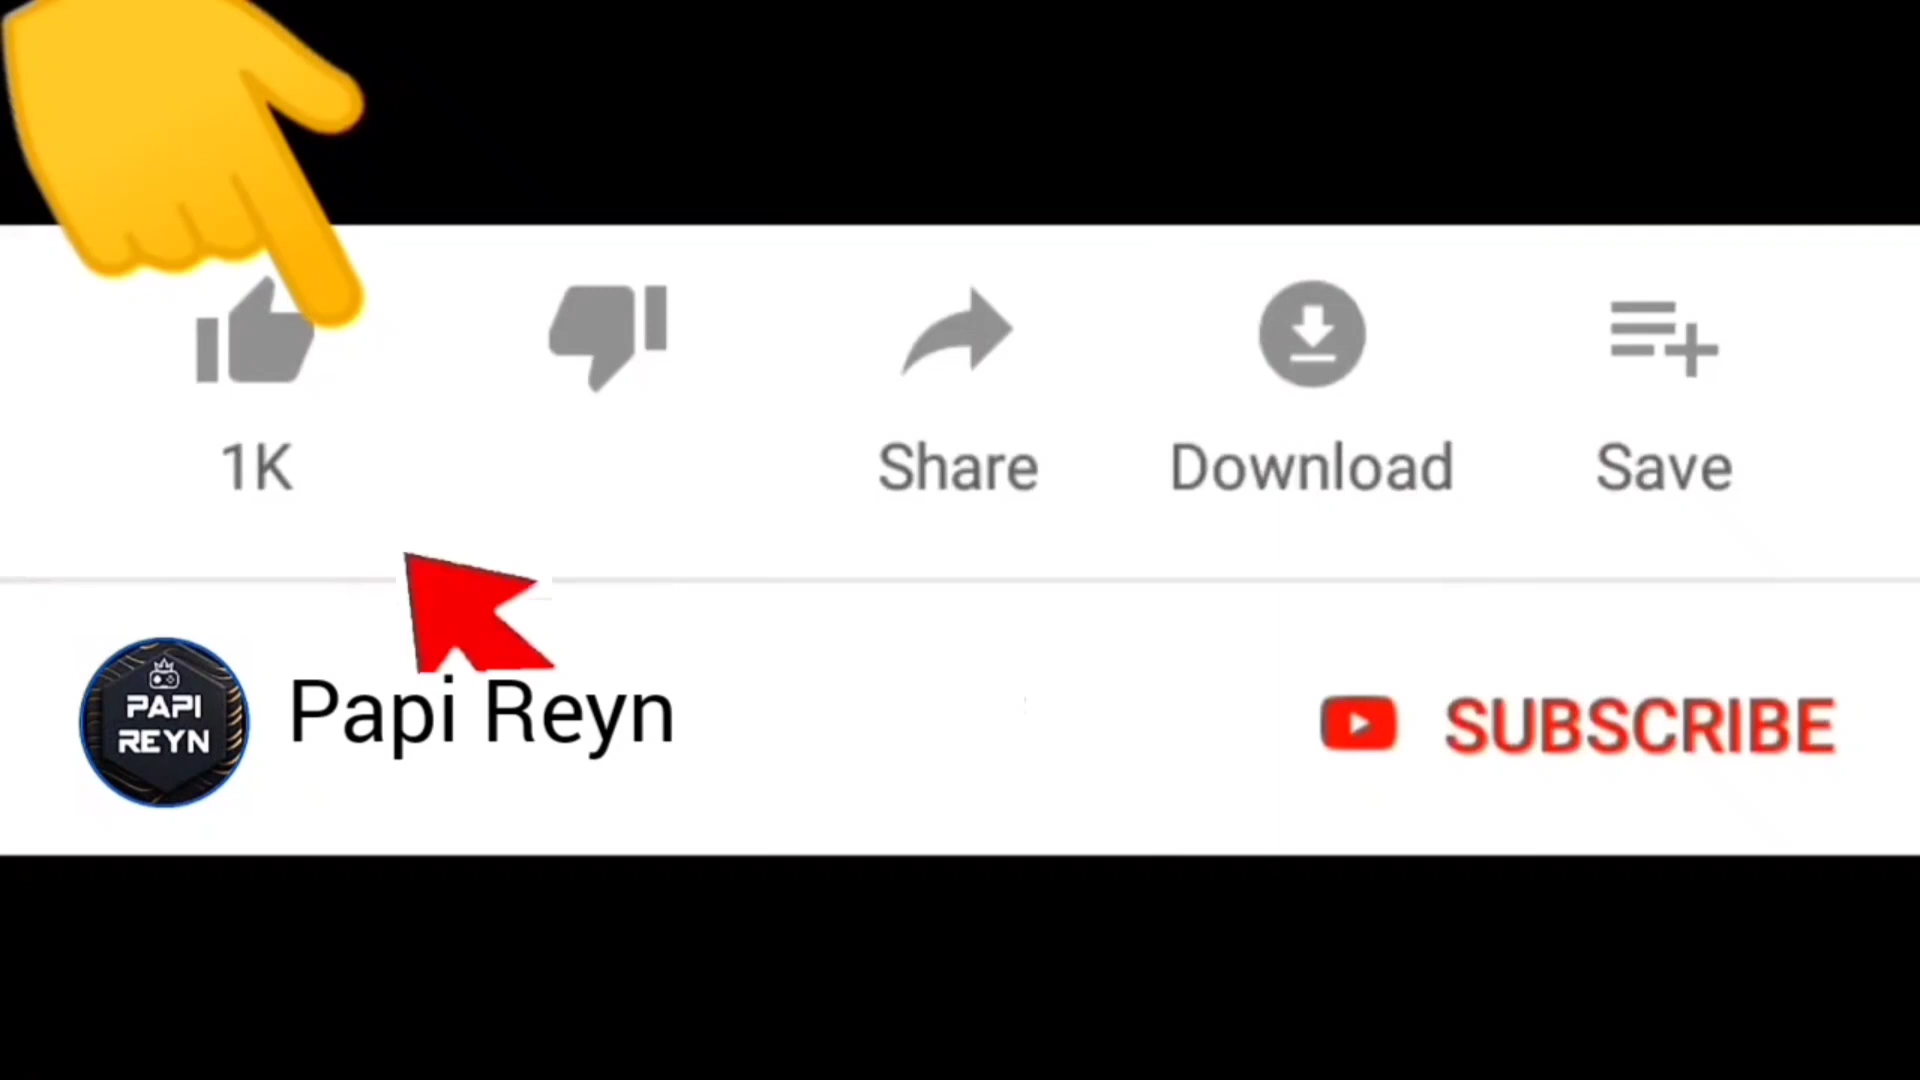 1K
Share
Download
Save
PAPI
REYN
Papi Reyn
SUBSCRIBE